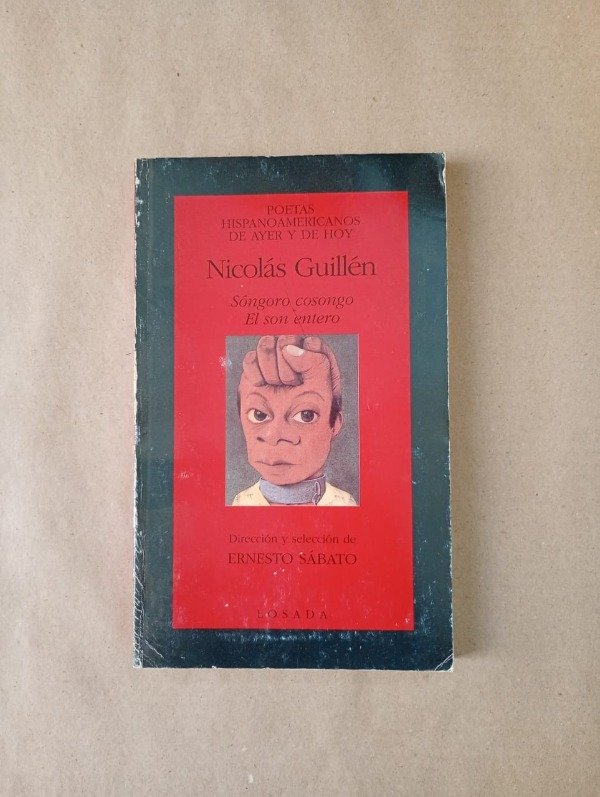 POETAS
HISPANOAMERICANOS
DE AYER Y DE HOY
Nicolás Guillén
Sóngoro cosongo
El son entero
Dirección y selección de
ERNESTO SÁBATO
LOSADA